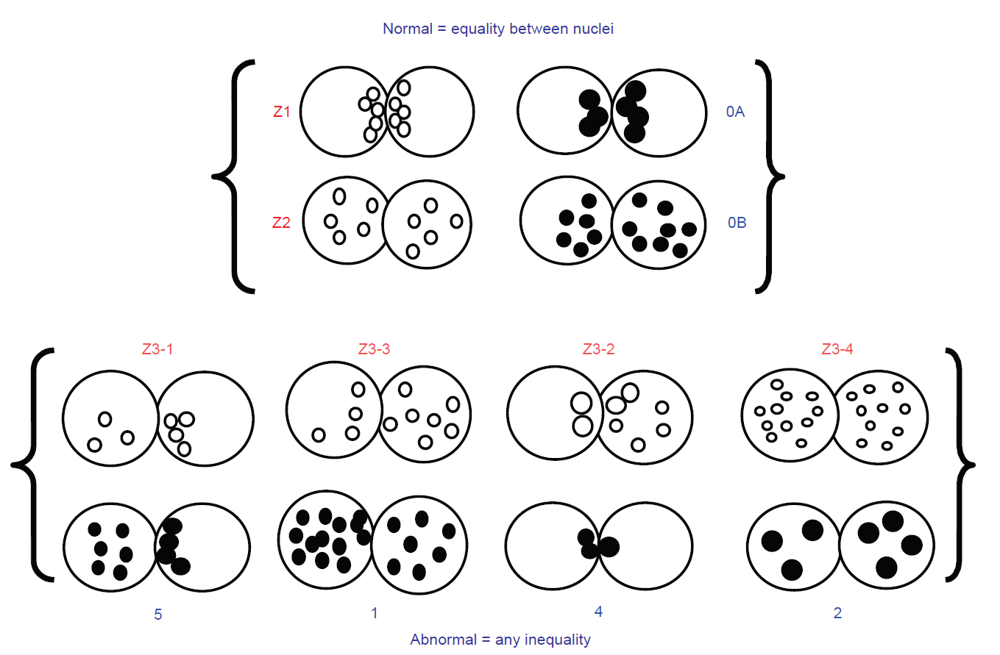 Normal = equality between nuclei
Z1
0A
Z2
0B
Z3-1
Z3-3
Z3-2
Z3-4
5
1
4
2
Abnormal = any inequality